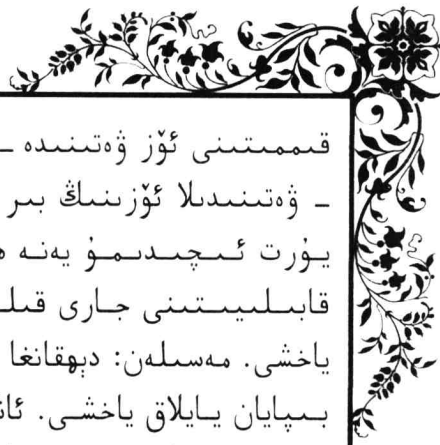 قىممىتىنى ئۆز ۋەتىنىدە ـ
ـ ۋەتىنىدىلا ئۆزىنىڭ بىر
يۇرت ئىچىدىمۇ يەنە
قابىلىيىتىنى جارى
ياخشى. مەسىلەن: دېھقانغا
بىپايان يايلاق ياخشى.